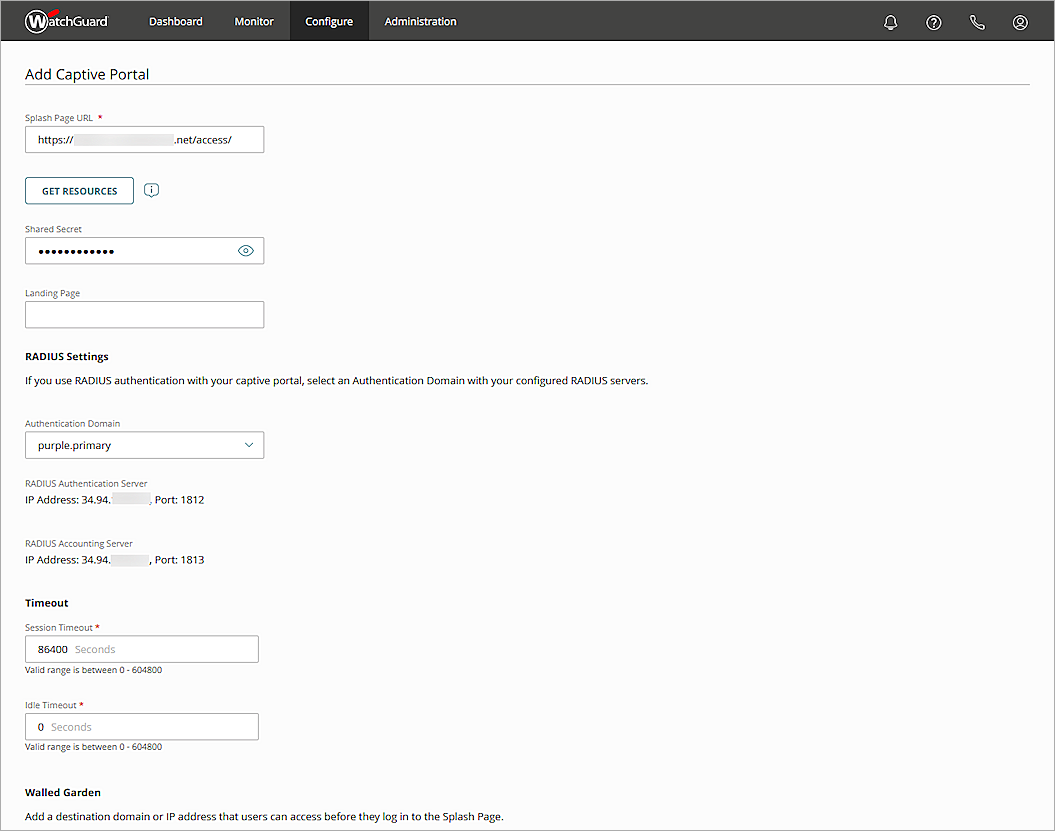 WatchGuard Dashboard Monitor Configure Administration
Add Captive Portal
Splash Page URL *
https:// .net/access/
GET RESOURCES
Shared Secret
••••••••••••
Landing Page
RADIUS Settings
If you use RADIUS authentication with your captive portal, select an Authentication Domain with your configured RADIUS servers.
Authentication Domain
purple.primary
RADIUS Authentication Server
IP Address: 34.94. , Port: 1812
RADIUS Accounting Server
IP Address: 34.94. , Port: 1813
Timeout
Session Timeout *
86400 Seconds
Valid range is between 0 - 604800
Idle Timeout *
0 Seconds
Valid range is between 0 - 604800
Walled Garden
Add a destination domain or IP address that users can access before they log in to the Splash Page.